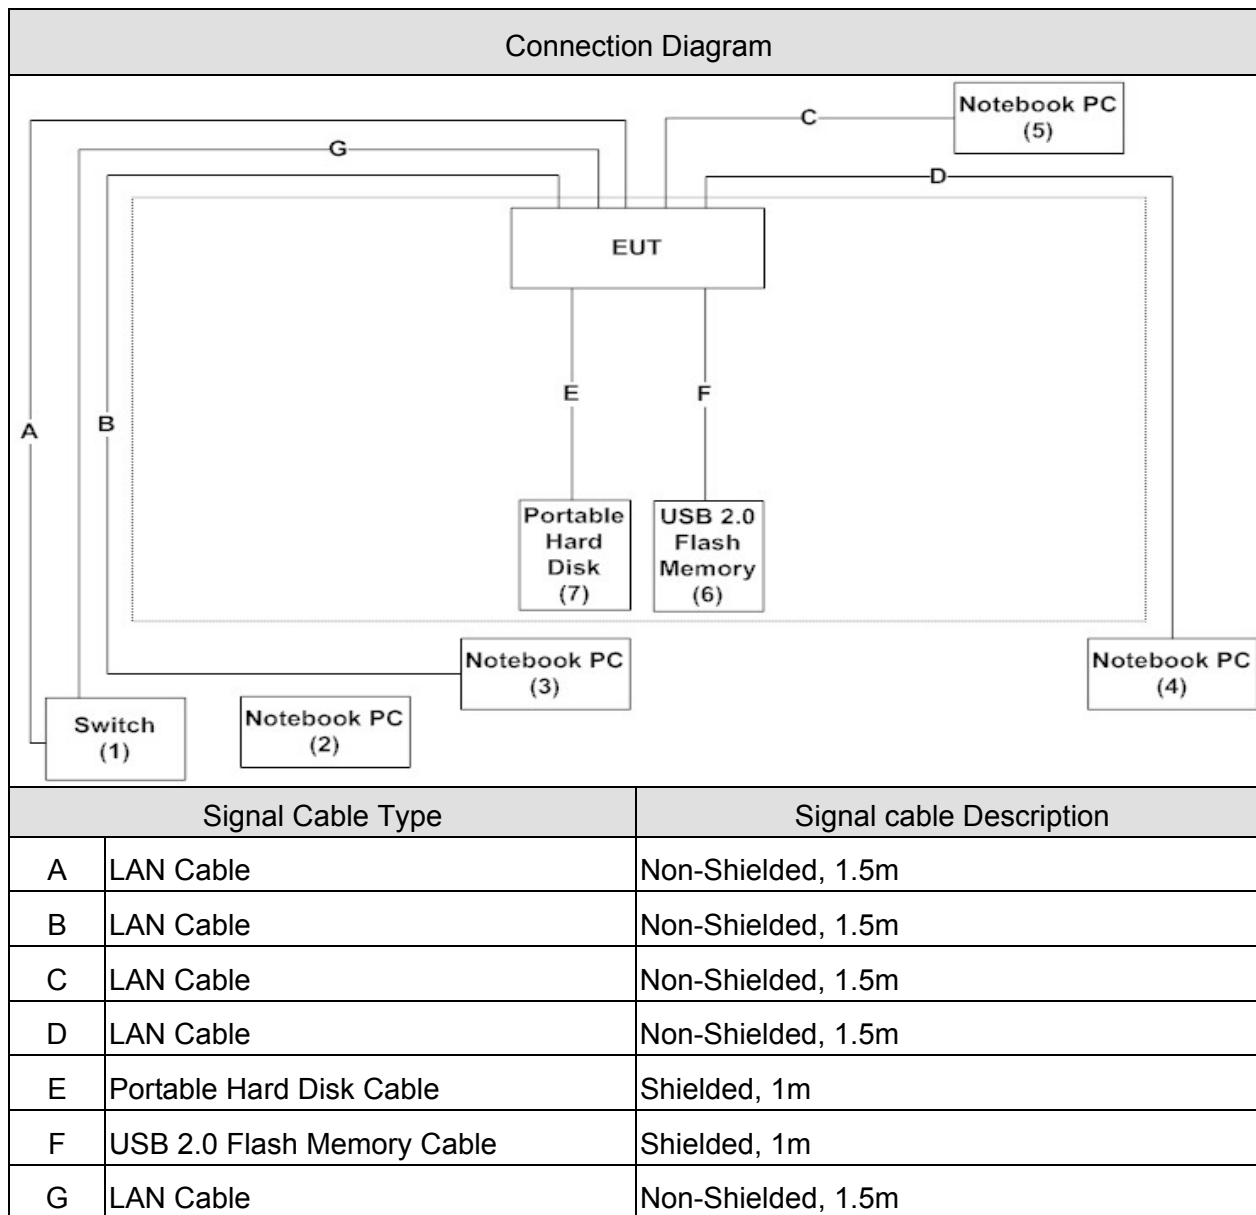 Connection Diagram
Notebook PC
(5)
C
G
D
EUT
E
F
A
B
Portable
Hard
Disk
(7)
USB 2.0
Flash
Memory
(6)
Notebook PC
(3)
Notebook PC
(4)
Switch
(1)
Notebook PC
(2)
Signal Cable Type Signal cable Description
A LAN Cable Non-Shielded, 1.5m
B LAN Cable Non-Shielded, 1.5m
C LAN Cable Non-Shielded, 1.5m
D LAN Cable Non-Shielded, 1.5m
E Portable Hard Disk Cable Shielded, 1m
F USB 2.0 Flash Memory Cable Shielded, 1m
G LAN Cable Non-Shielded, 1.5m